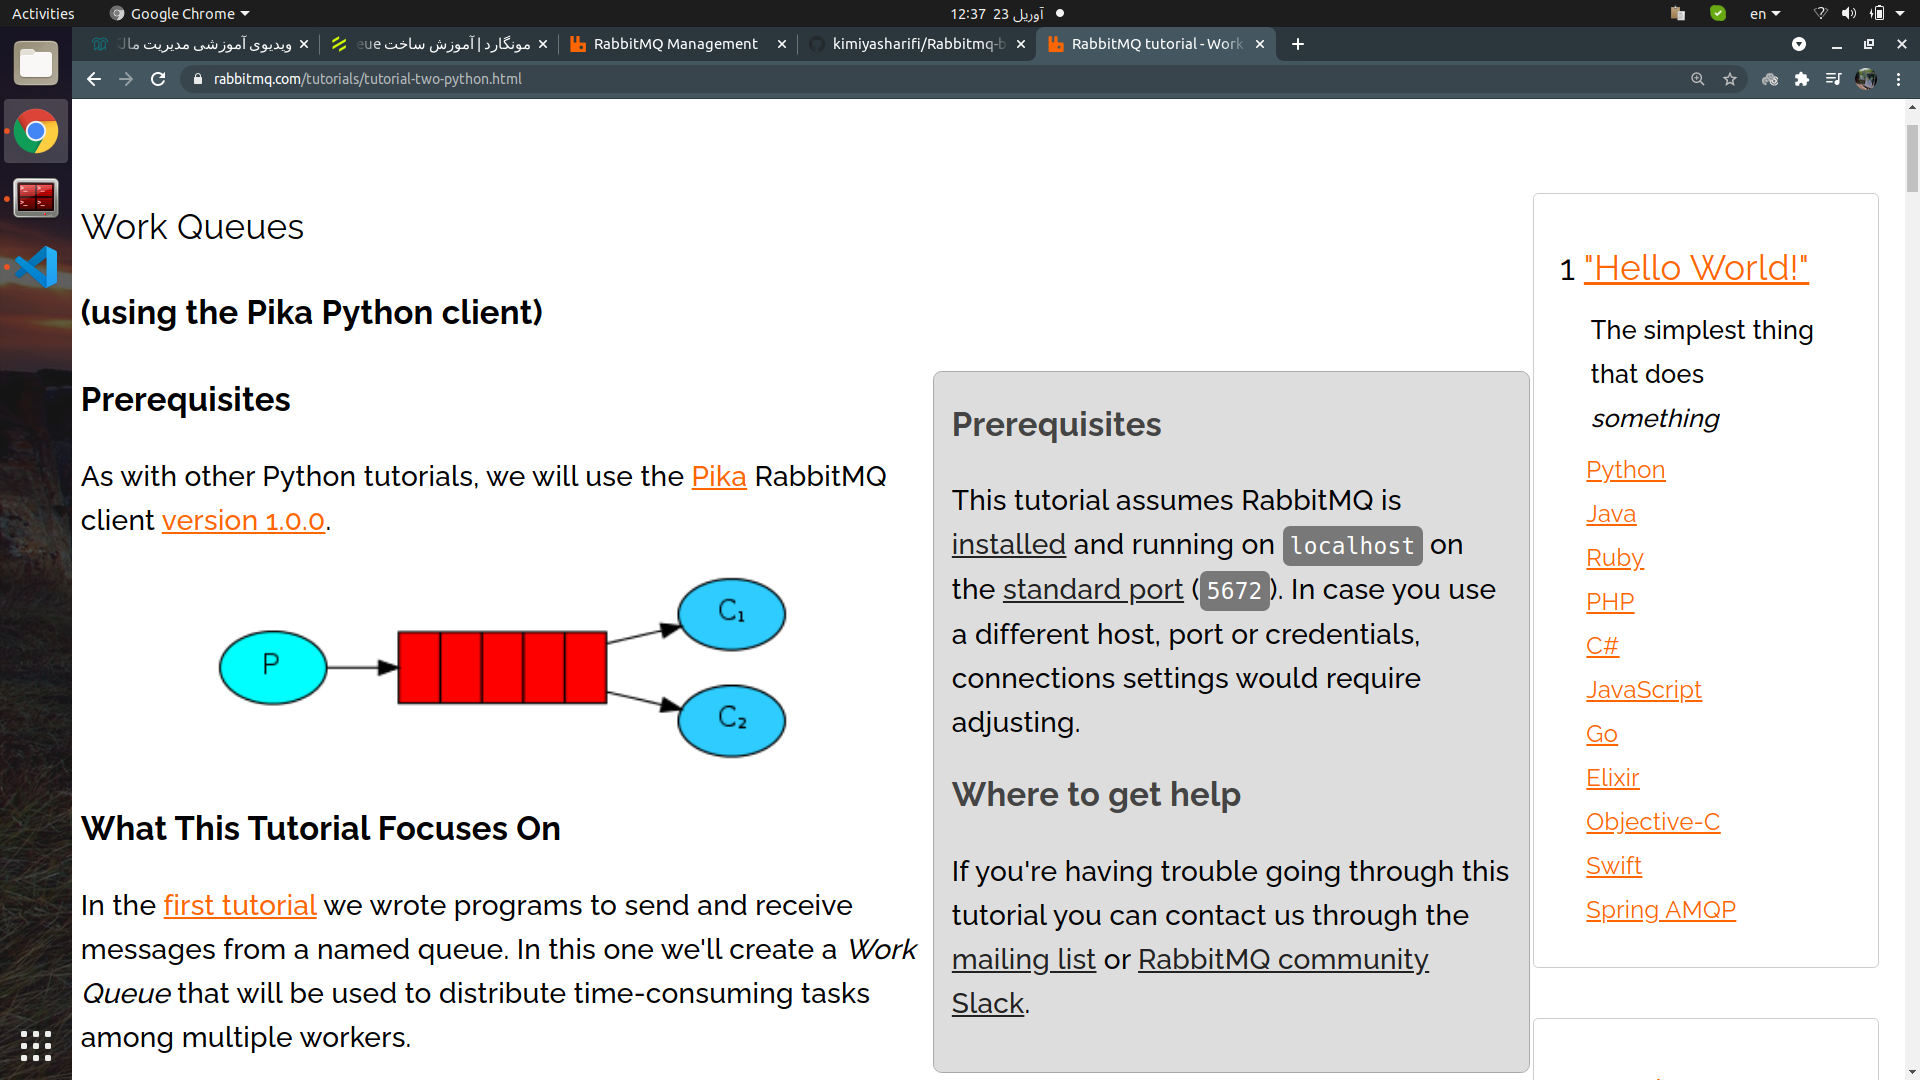 Activities
Google Chrome
12:37 23 آوریل
en
ویدیوی آموزشی مدیریت
مونگارد | آموزش ساخت eue
RabbitMQ Management
kimiyasharifi/Rabbitmq-b
RabbitMQ tutorial - Work
rabbitmq.com/tutorials/tutorial-two-python.html
Work Queues
(using the Pika Python client)
Prerequisites
As with other Python tutorials, we will use the Pika RabbitMQ
client version 1.0.0.
P
C₁
C₂
What This Tutorial Focuses On
In the first tutorial we wrote programs to send and receive
messages from a named queue. In this one we'll create a Work
Queue that will be used to distribute time-consuming tasks
among multiple workers.
Prerequisites
This tutorial assumes RabbitMQ is
installed and running on localhost on
the standard port (5672). In case you use
a different host, port or credentials,
connections settings would require
adjusting.
Where to get help
If you're having trouble going through this
tutorial you can contact us through the
mailing list or RabbitMQ community
Slack.
1 "Hello World!"
The simplest thing
that does
something
Python
Java
Ruby
PHP
C#
JavaScript
Go
Elixir
Objective-C
Swift
Spring AMQP